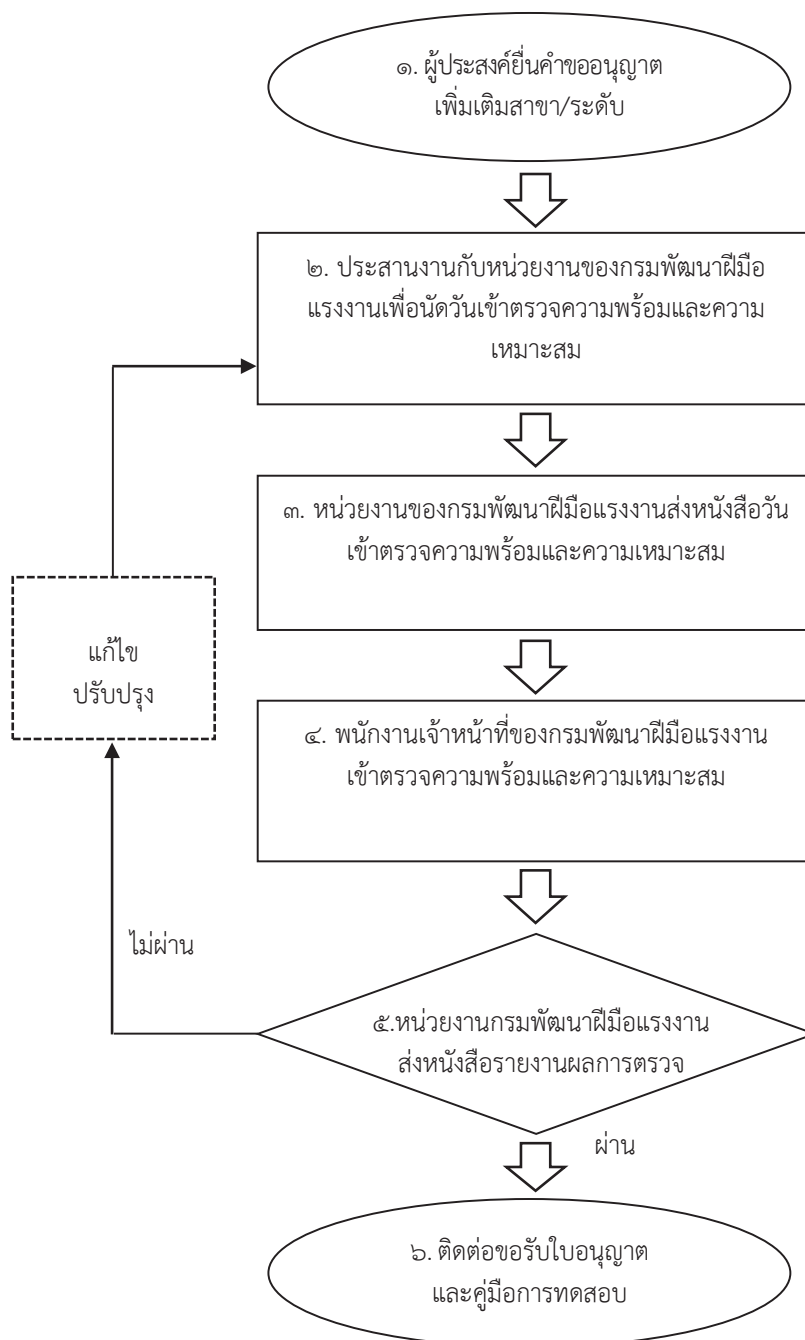 ๑. ผู้ประสงค์ยื่นคำขออนุญาต
เพิ่มเติมสาขา/ระดับ
๒. ประสานงานกับหน่วยงานของกรมพัฒนาฝีมือ
แรงงานเพื่อนัดวันเข้าตรวจความพร้อมและความ
เหมาะสม
๓. หน่วยงานของกรมพัฒนาฝีมือแรงงานส่งหนังสือวัน
เข้าตรวจความพร้อมและความเหมาะสม
แก้ไข
ปรับปรุง
๔. พนักงานเจ้าหน้าที่ของกรมพัฒนาฝีมือแรงงาน
เข้าตรวจความพร้อมและความเหมาะสม
ไม่ผ่าน
๕.หน่วยงานกรมพัฒนาฝีมือแรงงาน
ส่งหนังสือรายงานผลการตรวจ
ผ่าน
๖. ติดต่อขอรับใบอนุญาต
และคู่มือการทดสอบ